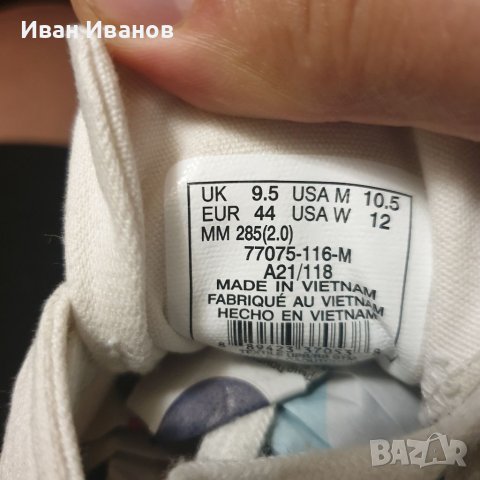 Иван Иванов
UK 9.5 USA M 10.5
EUR 44 USA W 12
MM 285(2.0)
77075-116-M
A21/118
MADE IN VIETNAM
FABRIQUÉ AU VIETNAM
HECHO EN VIETNAM
BAZAR